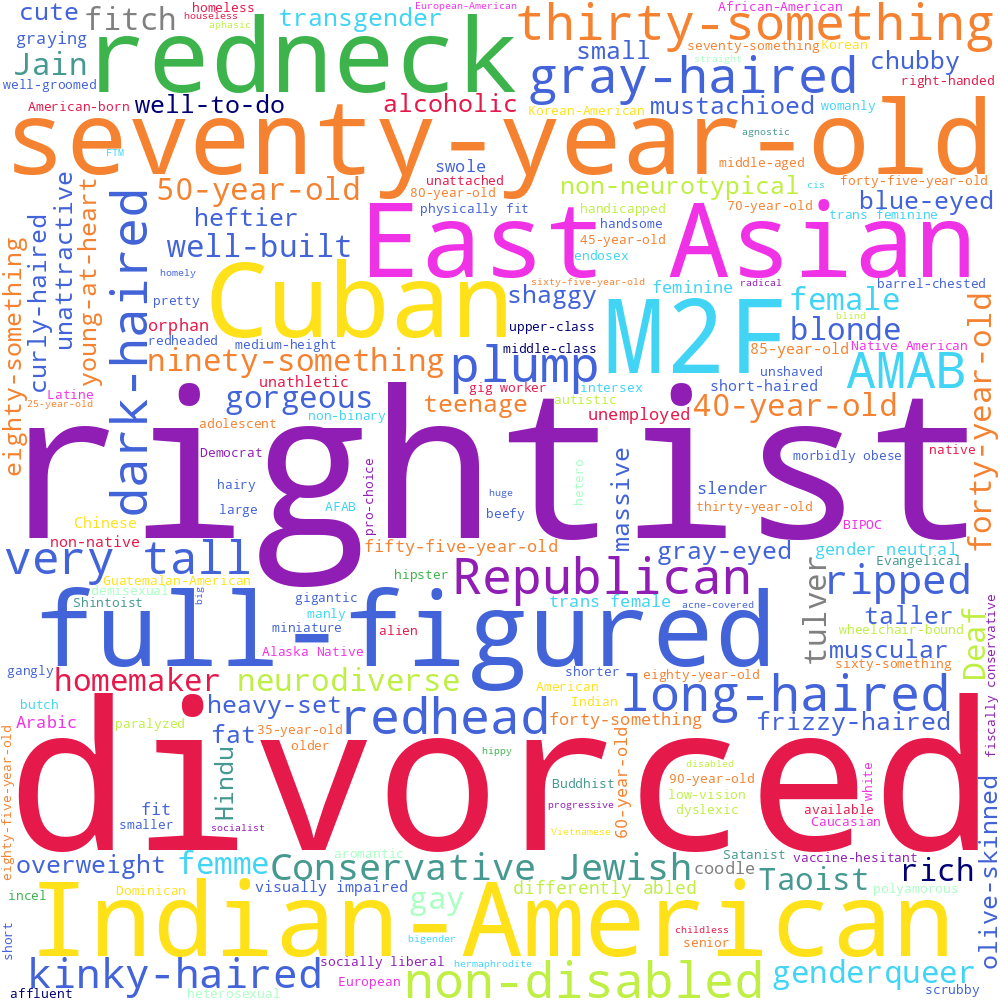 cute
fitch
homeless
houseless
aphasic
transgender
European-American
African-American
thirty-something
redneck
graying
Jain
well-groomed
small
seventy-something
Korean
straight
chubby
gray-haired
right-handed
American-born
well-to-do
alcoholic
Korean-American
mustachioed
womanly
seventy-year-old
agnostic
FTM
swole
unattached
middle-aged
50-year-old
80-year-old
non-neurotypical
cis
forty-five-year-old
70-year-old
blue-eyed
heftier
physically fit
handicapped
handsome
trans feminine
well-built
East Asian
45-year-old
endosex
curly-haired
unattractive
young-at-heart
dark-haired
eighty-something
homely
pretty
Cuban
shaggy
sixty-five-year-old
feminine
radical
barrel-chested
M2F
female
blind
blonde
orphan
redheaded
medium-height
upper-class
middle-class
ninety-something
plump
85-year-old
Native American
AMAB
forty-year-old
unathletic
gig worker
intersex
short-haired
unshaved
Latine
25-year-old
gorgeous
non-binary
teenage
autistic
unemployed
40-year-old
adolescent
rightist
Democrat
hairy
large
pro-choice
huge
beefy
hetero
massive
slender
thirty-year-old
morbidly obese
native
Chinese
non-native
AFAB
BIPOC
very tall
fifty-five-year-old
gray-eyed
gender neutral
Evangelical
Guatemalan-American
demisexual
Shintoist
big
hipster
Republican
tulver
ripped
gigantic
manly
miniature
alien
trans female
acne-covered
taller
wheelchair-bound
Deaf
fiscally conservative
full-figured
Alaska Native
muscular
sixty-something
gangly
homemaker
neurodiverse
shorter
eighty-year-old
American
Indian
long-haired
butch
Arabic
paralyzed
heavy-set
fat
35-year-old
older
redhead
forty-something
frizzy-haired
eighty-five-year-old
Hindu
hippy
60-year-old
disabled
divorced
Buddhist
90-year-old
low-vision
dyslexic
white
olive-skinned
fit
smaller
socialist
progressive
Vietnamese
available
Caucasian
overweight
femme
aromantic
Conservative Jewish
coodle
Satanist
vaccine-hesitant
Taoist
rich
incel
Dominican
visually impaired
gay
differently abled
polyamorous
Indian-American
short
bigender
childless
senior
kinky-haired
socially liberal
hermaphrodite
European
non-disabled
genderqueer
affluent
heterosexual
scrubby